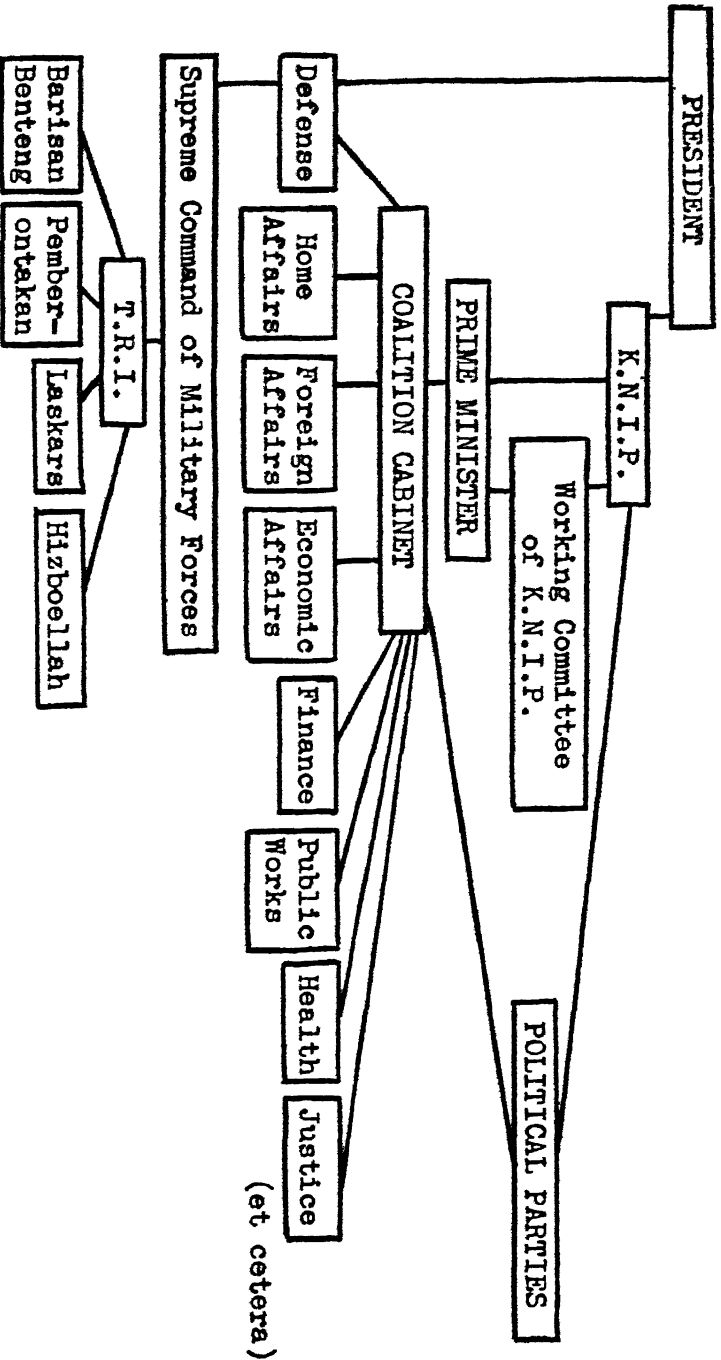 PRESIDENT
K.N.I.P.
Working Committee
of K.N.I.P.
POLITICAL PARTIES
PRIME MINISTER
COALITION CABINET
Defense
Home
Affairs
Foreign
Affairs
Economic
Affairs
Finance
Public
Works
Health
Justice
(et cetera)
Supreme Command of Military Forces
T.R.I.
Barisan
Benteng
Pember-
ontakan
Laskars
Hizboellah